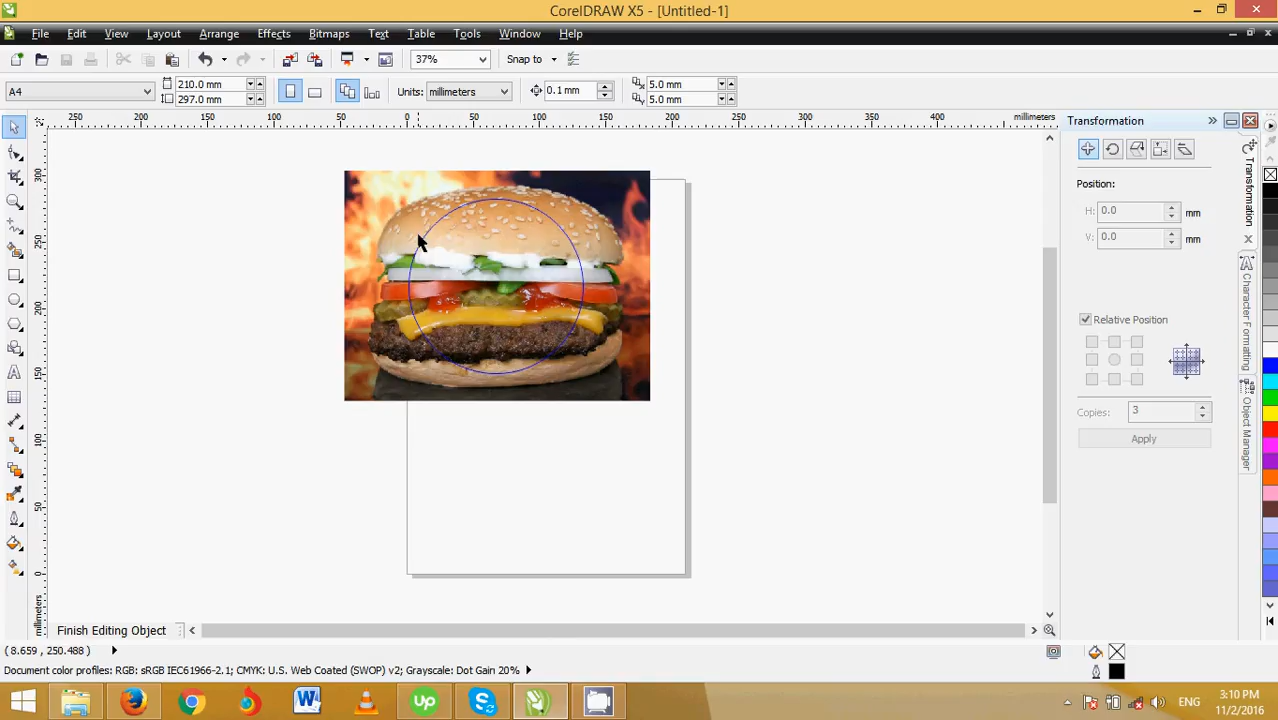 CorelDRAW X5 - [Untitled-1]
File Edit View Layout Arrange Effects Bitmaps Text Table Tools Window Help
37% Snap to
A4 210.0 mm 297.0 mm Units: millimeters 0.1 mm 5.0 mm 5.0 mm
250 200 150 100 50 0 50 100 150 200 250 300 350 400 millimeters
300
250
200
150
100
50
0
millimeters
Transformation
Position:
H: 0.0 mm
V: 0.0 mm
Relative Position
Copies: 3
Apply
Transformation
Character Formatting
Object Manager
Finish Editing Object
( 8.659 , 250.488 )
Document color profiles: RGB: sRGB IEC61966-2.1; CMYK: U.S. Web Coated (SWOP) v2; Grayscale: Dot Gain 20%
Up
ENG
3:10 PM
11/2/2016